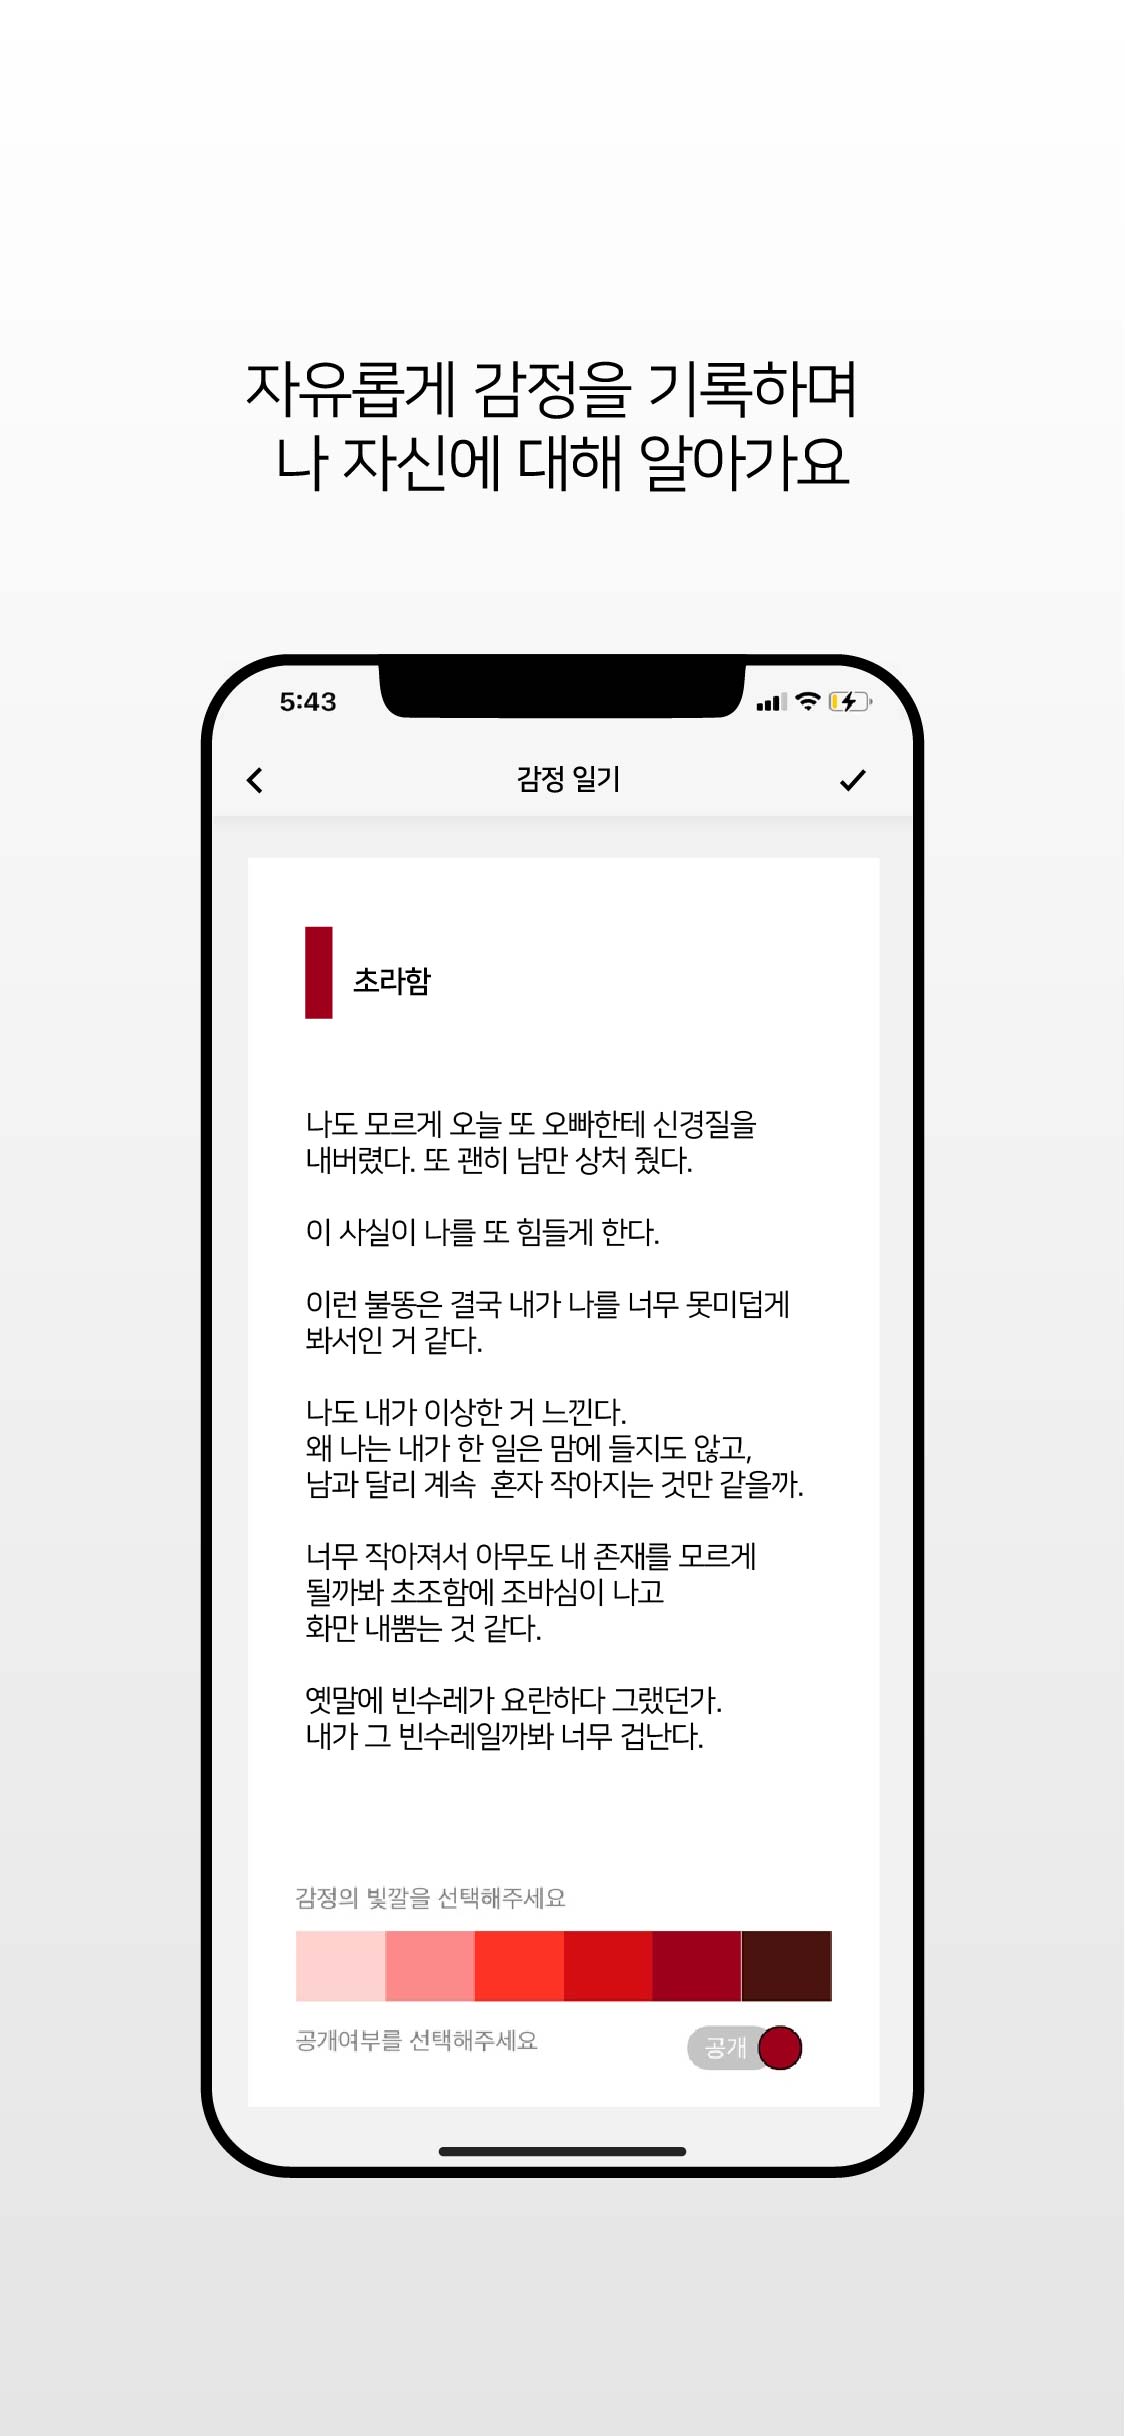 자유롭게 감정을 기록하며
나 자신에 대해 알아가요
5:43
감정 일기
초라함
나도 모르게 오늘 또 오빠한테 신경질을
내버렸다. 또 괜히 남만 상처 줬다.
이 사실이 나를 또 힘들게 한다.
이런 불똥은 결국 내가 나를 너무 못미덥게
봐서인 거 같다.
나도 내가 이상한 거 느낀다.
왜 나는 내가 한 일은 맘에 들지도 않고,
남과 달리 계속  혼자 작아지는 것만 같을까.
너무 작아져서 아무도 내 존재를 모르게
될까봐 초조함에 조바심이 나고
화만 내뿜는 것 같다.
옛말에 빈수레가 요란하다 그랬던가.
내가 그 빈수레일까봐 너무 겁난다.
감정의 빛깔을 선택해주세요
공개여부를 선택해주세요
공개